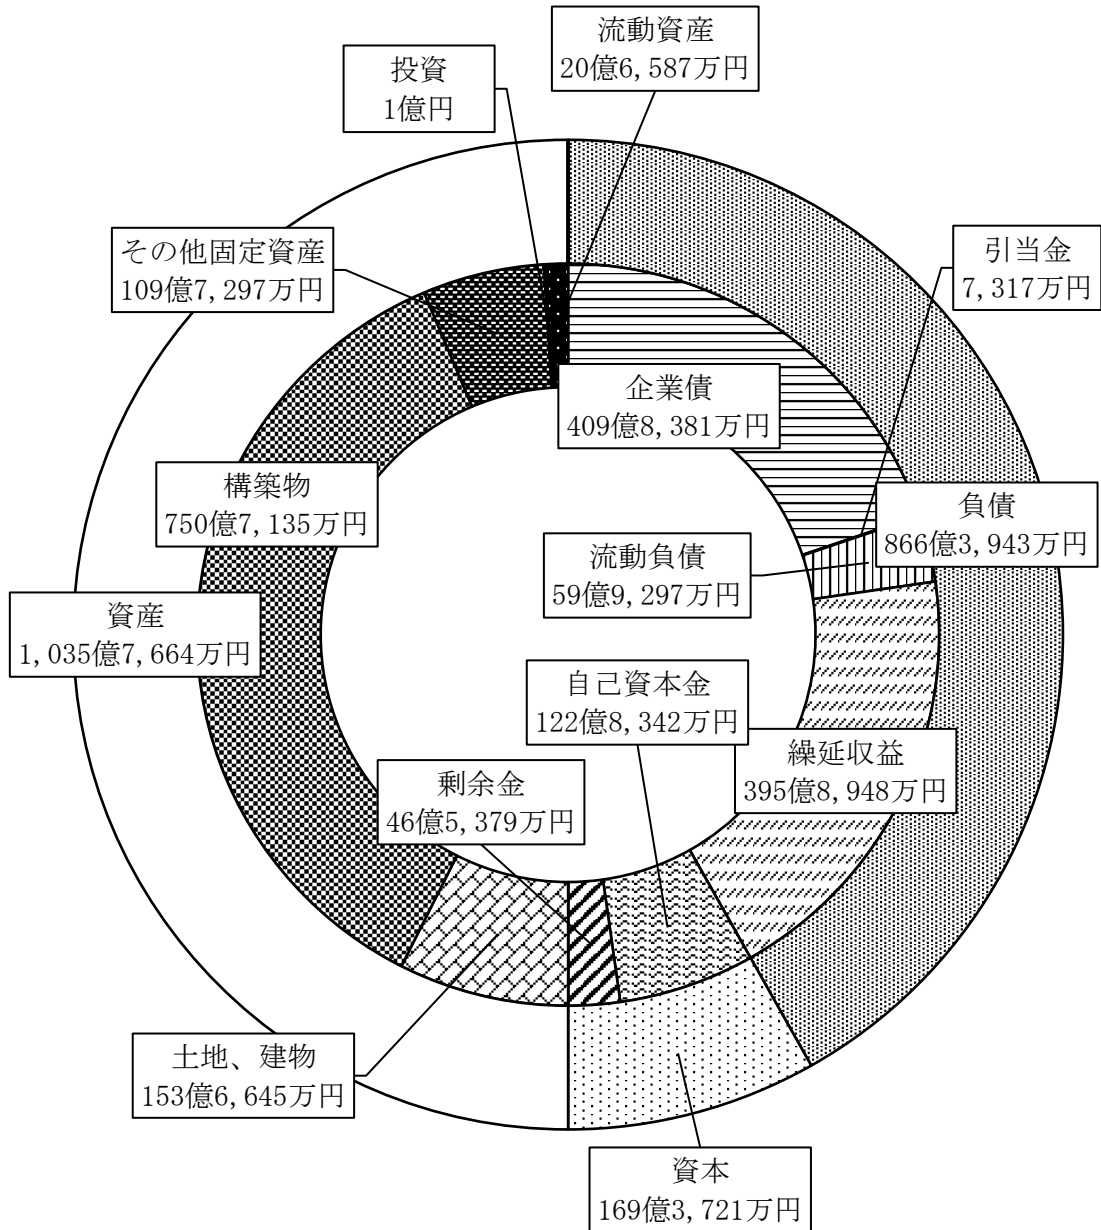 流動資産
20億6,587万円
投資
1億円
その他固定資産
109億7,297万円
引当金
7,317万円
企業債
409億8,381万円
構築物
750億7,135万円
負債
866億3,943万円
流動負債
59億9,297万円
資産
1,035億7,664万円
自己資本金
122億8,342万円
繰延収益
395億8,948万円
剰余金
46億5,379万円
土地、建物
153億6,645万円
資本
169億3,721万円